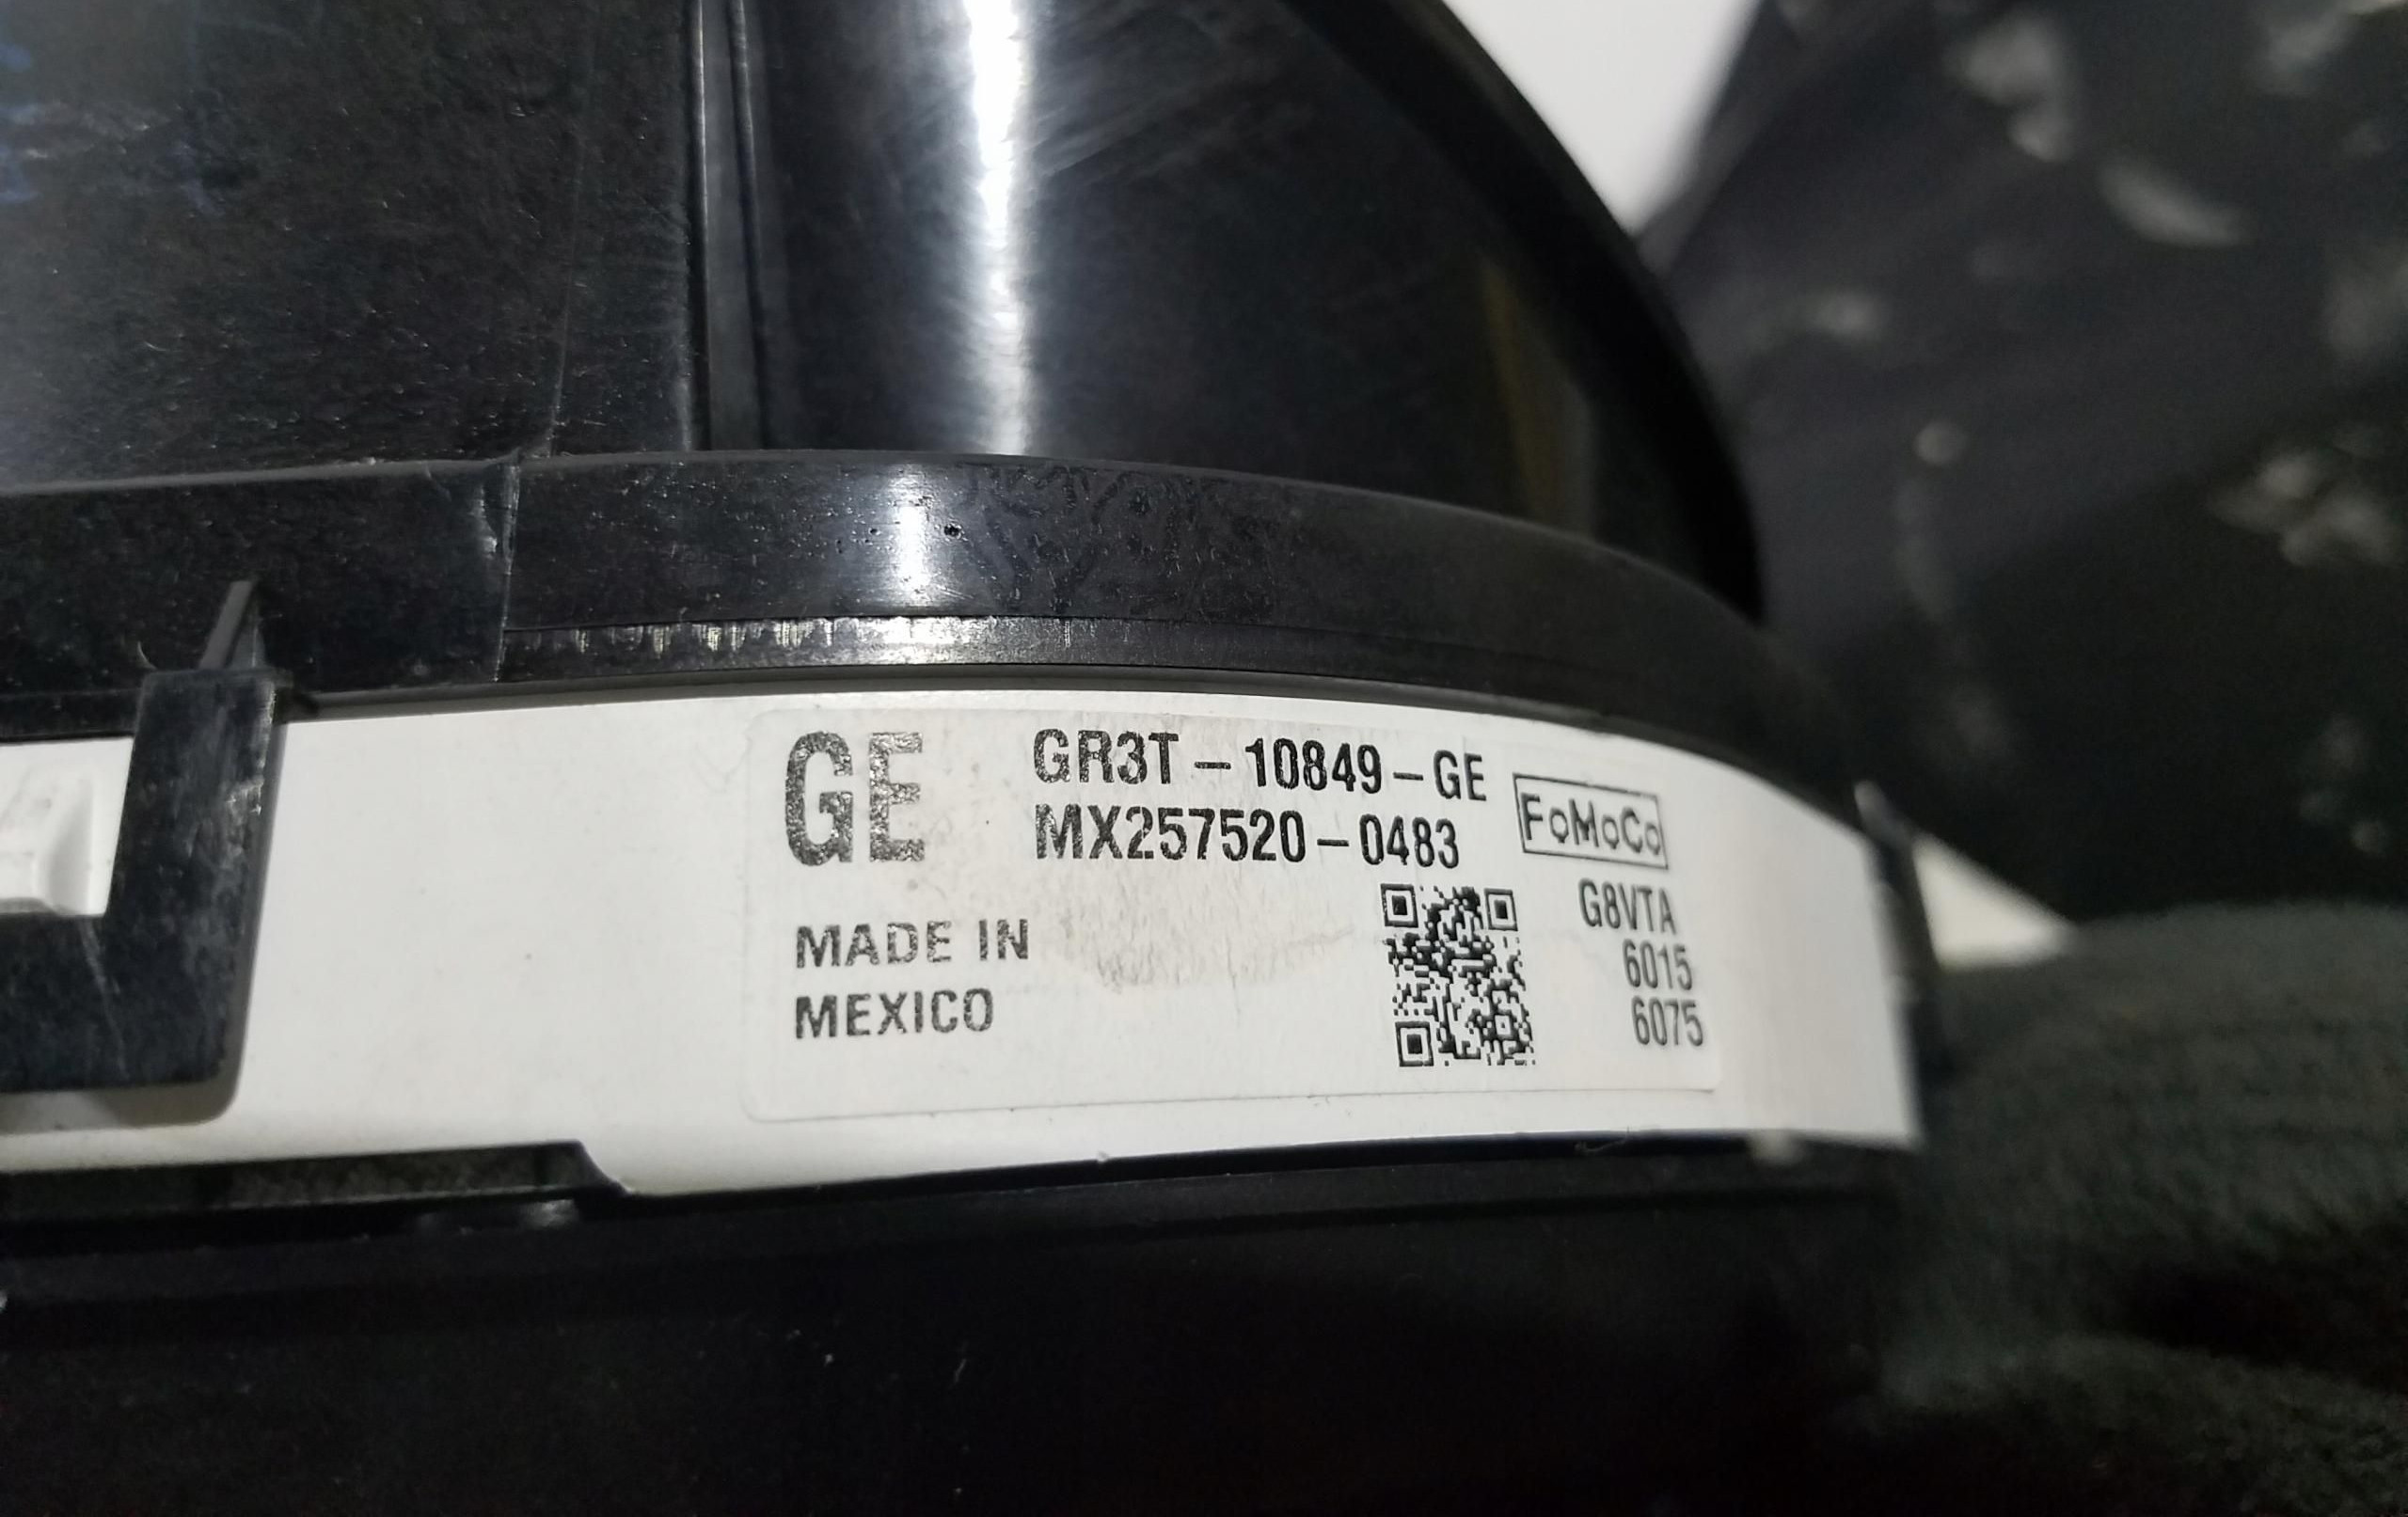 GE
GR3T-10849-GE
MX257520-0483
FoMoCo
MADE IN
MEXICO
G8VTA
6015
6075